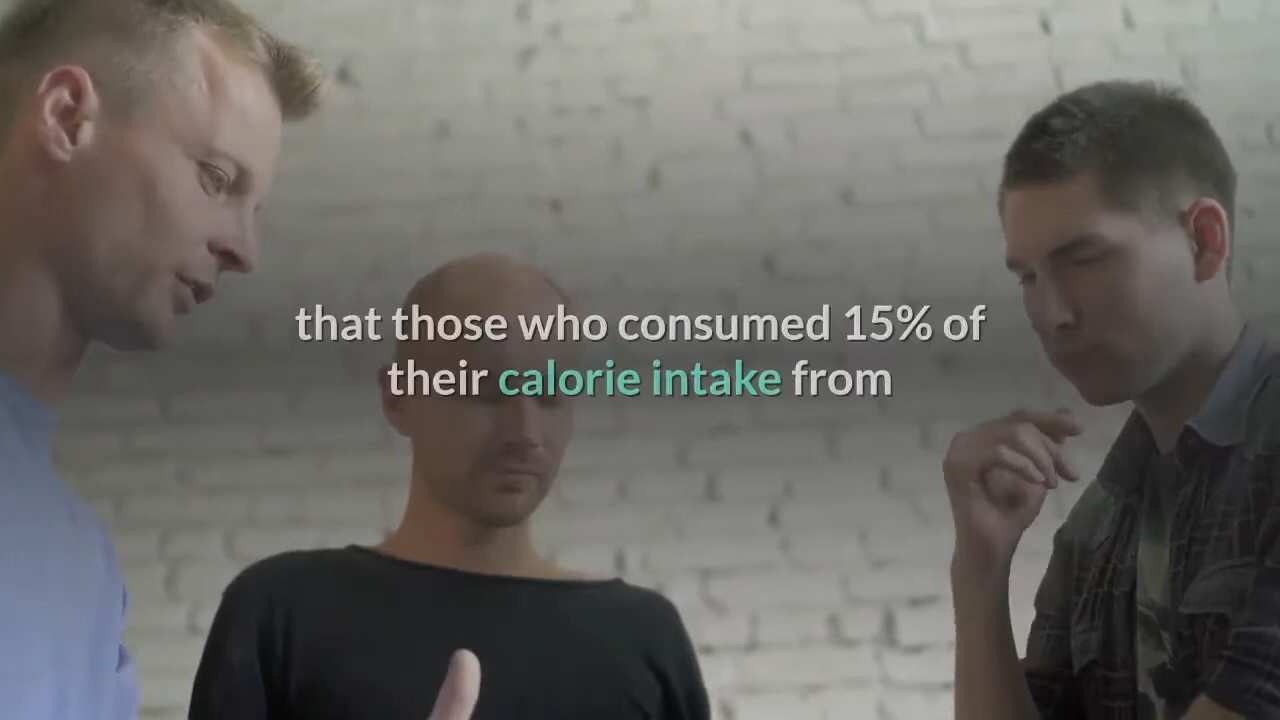 that those who consumed 15% of
their calorie intake from